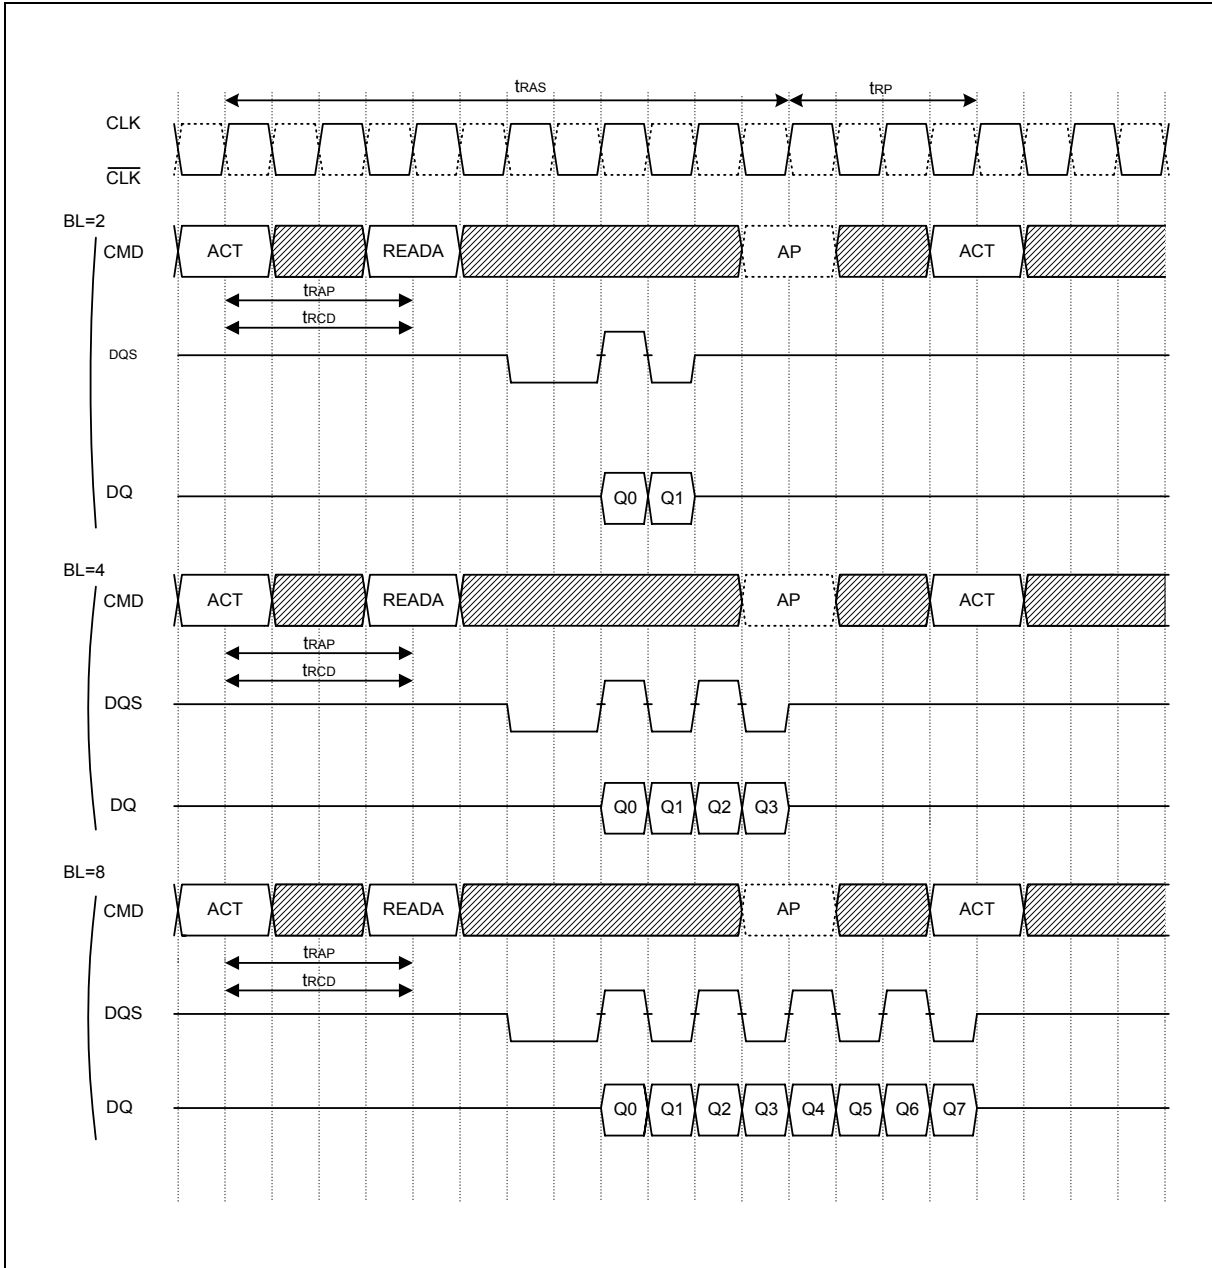 tRAS tRP
CLK
CLK
BL=2
CMD ACT READA AP ACT
tRAP
tRCD
DQS
DQ Q0 Q1
BL=4
CMD ACT READA AP ACT
tRAP
tRCD
DQS
DQ Q0 Q1 Q2 Q3
BL=8
CMD ACT READA AP ACT
tRAP
tRCD
DQS
DQ Q0 Q1 Q2 Q3 Q4 Q5 Q6 Q7